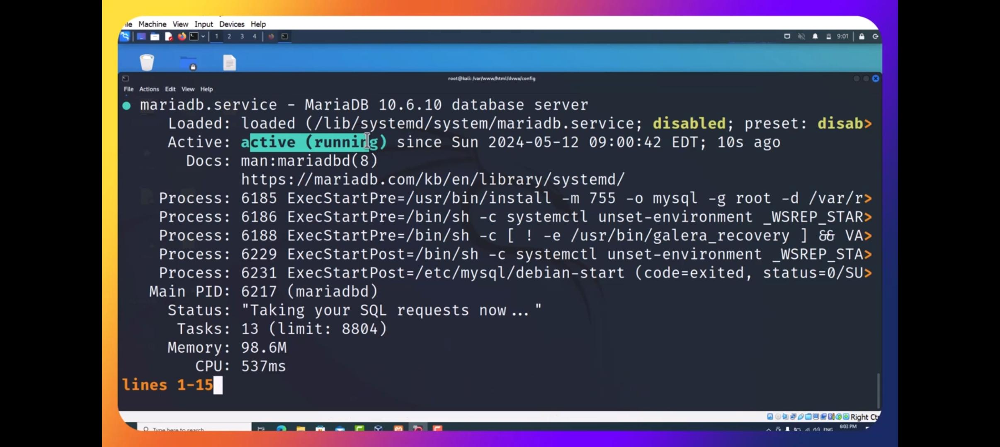 Machine View Input Devices Help
1 2 3 4 9:01
root@kali: /var/www/html/dvwa/config
File Actions Edit View Help
● mariadb.service - MariaDB 10.6.10 database server
Loaded: loaded (/lib/systemd/system/mariadb.service; disabled; preset: disab>
Active: active (running) since Sun 2024-05-12 09:00:42 EDT; 10s ago
Docs: man:mariadbd(8)
https://mariadb.com/kb/en/library/systemd/
Process: 6185 ExecStartPre=/usr/bin/install -m 755 -o mysql -g root -d /var/r>
Process: 6186 ExecStartPre=/bin/sh -c systemctl unset-environment _WSREP_STAR>
Process: 6188 ExecStartPre=/bin/sh -c [ ! -e /usr/bin/galera_recovery ] && VA>
Process: 6229 ExecStartPost=/bin/sh -c systemctl unset-environment _WSREP_STA>
Process: 6231 ExecStartPost=/etc/mysql/debian-start (code=exited, status=0/SU>
Main PID: 6217 (mariadbd)
Status: "Taking your SQL requests now..."
Tasks: 13 (limit: 8804)
Memory: 98.6M
CPU: 537ms
lines 1-15
Right
Type here to search
ENG 6:03 PM